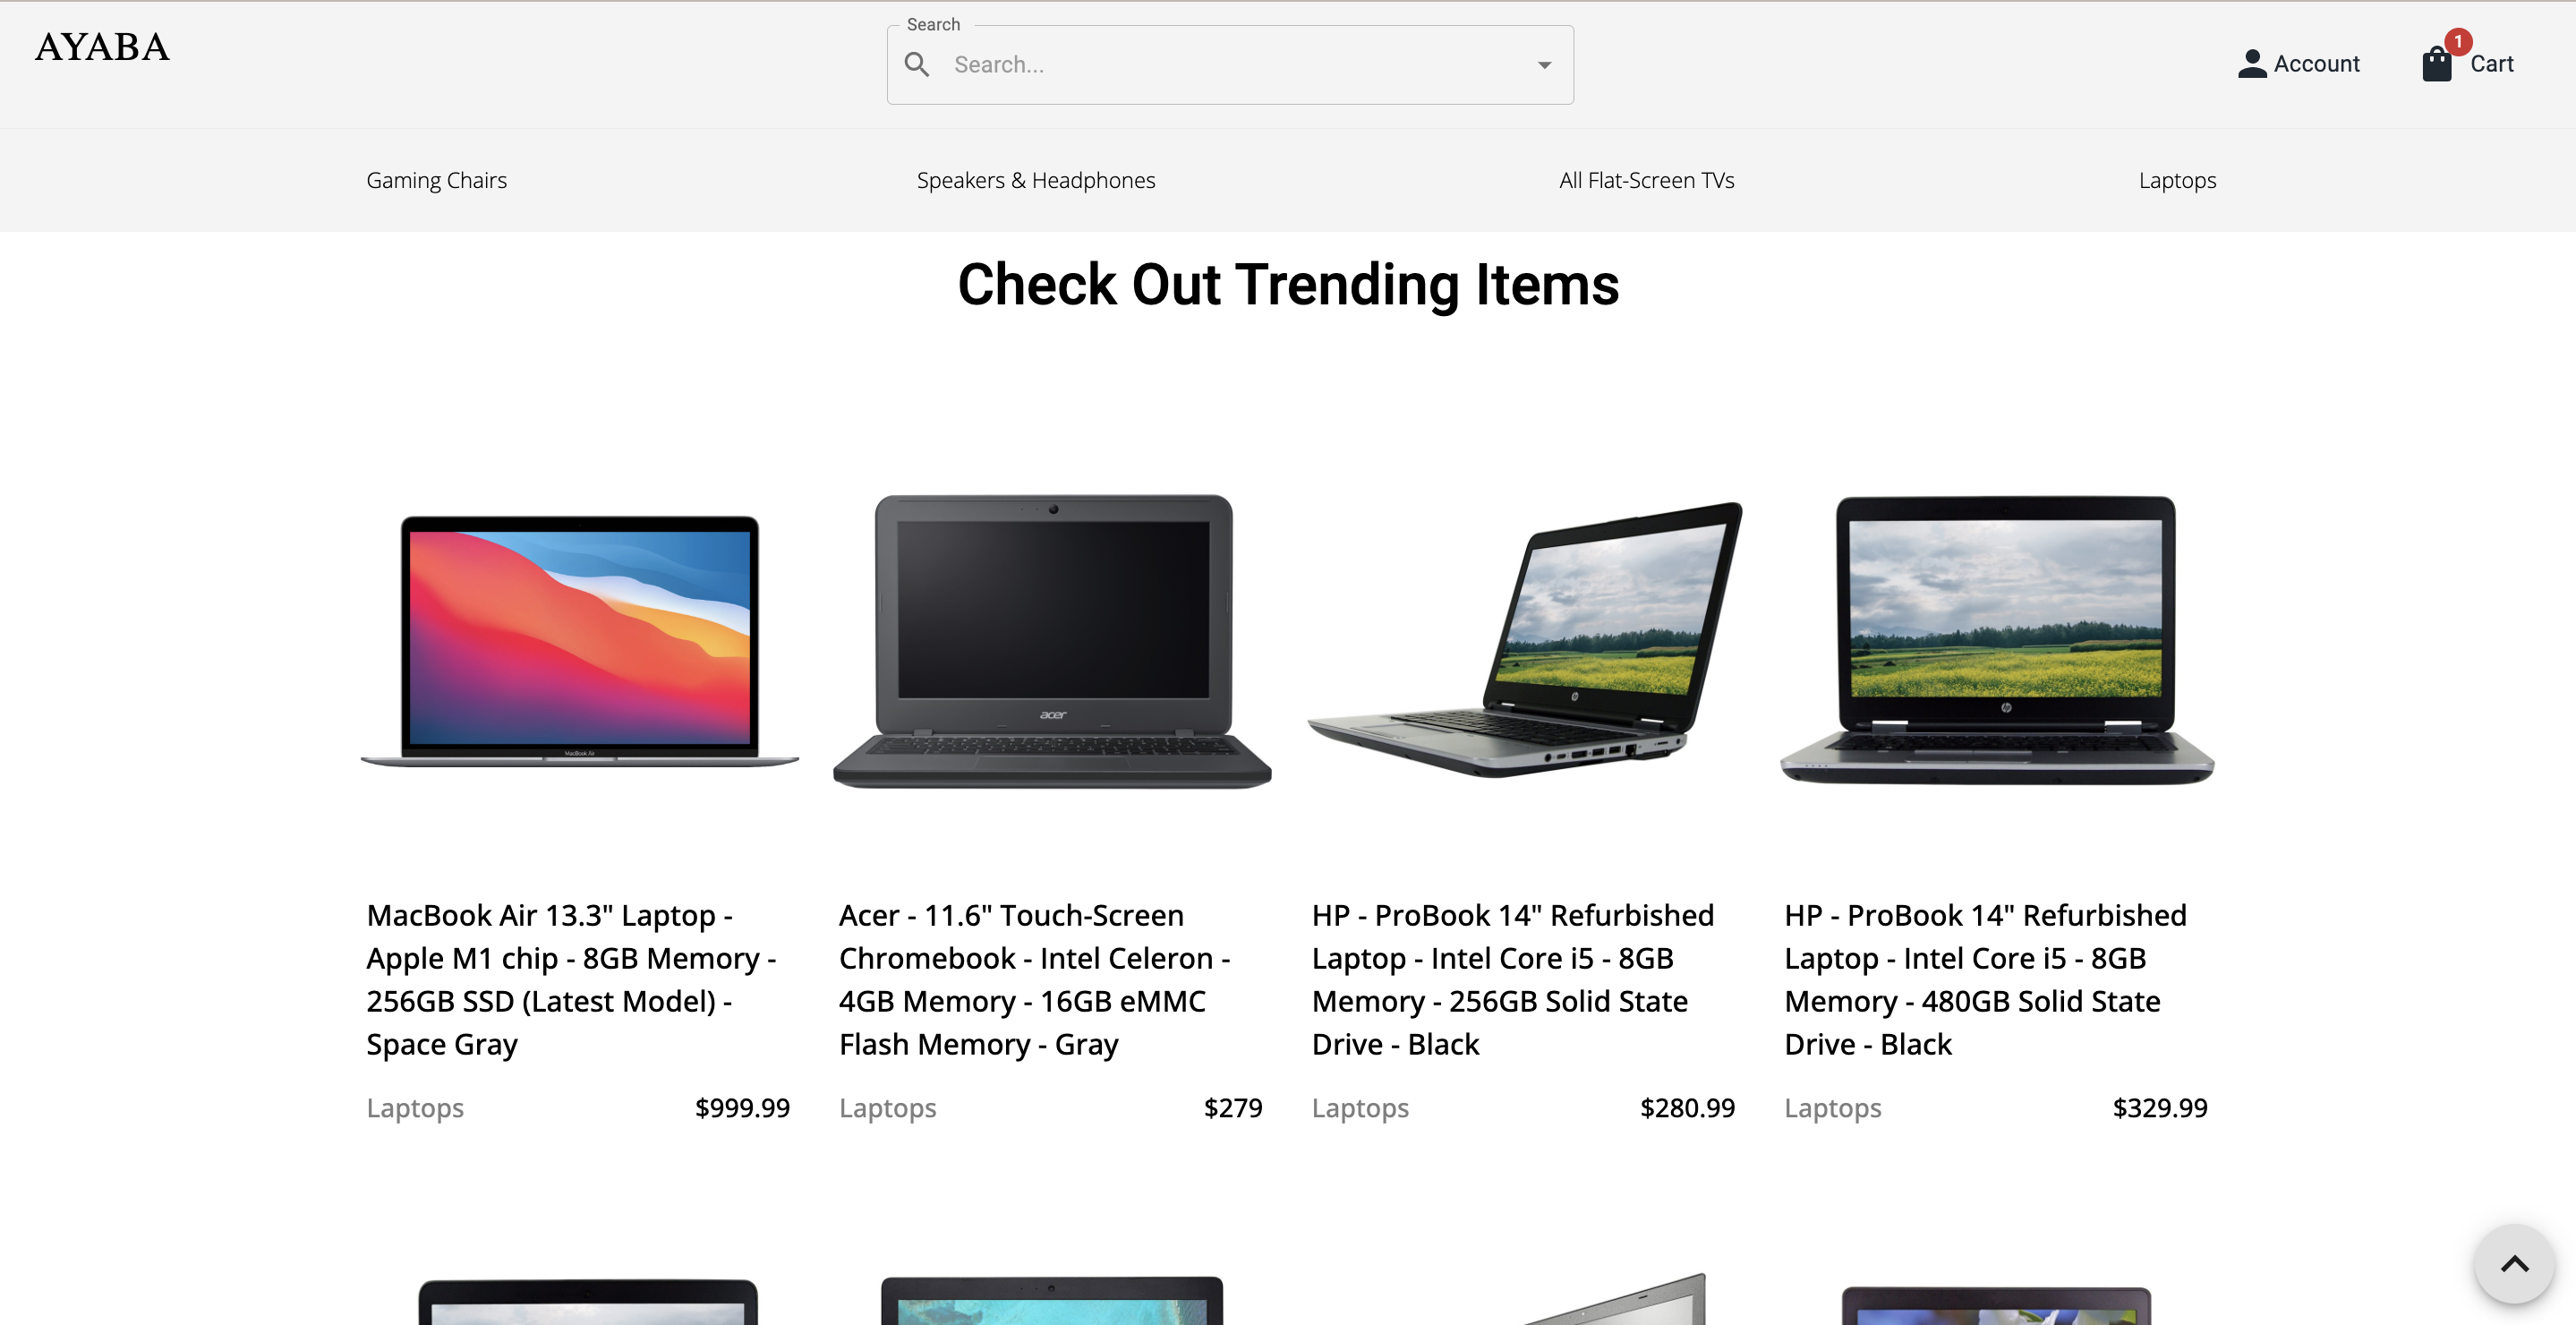 Search
AYABA
Search...
1
Account
Cart
Gaming Chairs
Speakers & Headphones
All Flat-Screen TVs
Laptops
Check Out Trending Items
MacBook Air
acer
hp
hp
MacBook Air 13.3" Laptop -
Apple M1 chip - 8GB Memory -
256GB SSD (Latest Model) -
Space Gray
Laptops
$999.99
Acer - 11.6" Touch-Screen
Chromebook - Intel Celeron -
4GB Memory - 16GB eMMC
Flash Memory - Gray
Laptops
$279
HP - ProBook 14" Refurbished
Laptop - Intel Core i5 - 8GB
Memory - 256GB Solid State
Drive - Black
Laptops
$280.99
HP - ProBook 14" Refurbished
Laptop - Intel Core i5 - 8GB
Memory - 480GB Solid State
Drive - Black
Laptops
$329.99